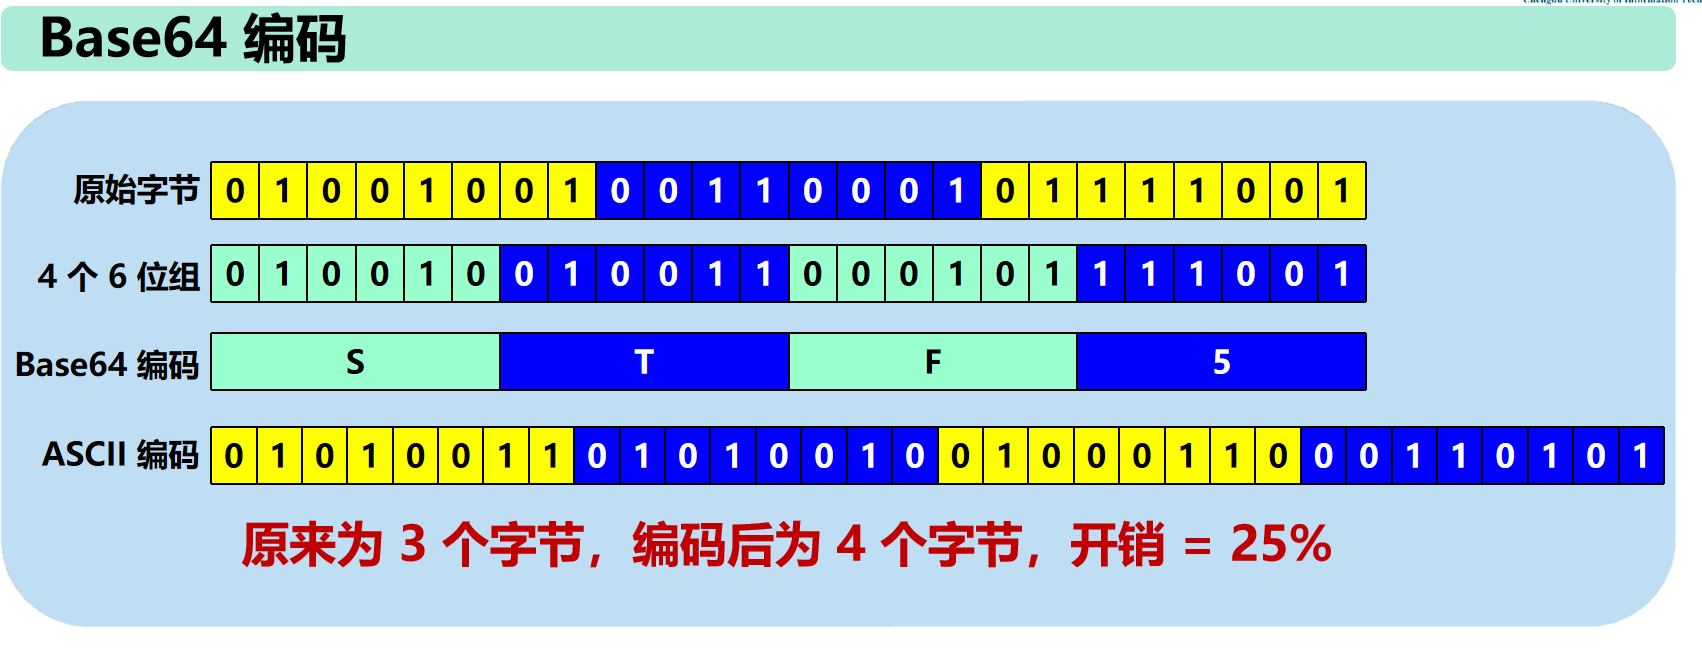 Chengdu University of Information Tech
Base64 编码
原始字节 0 1 0 0 1 0 0 1 0 0 1 1 0 0 0 1 0 1 1 1 1 0 0 1
4 个 6 位组 0 1 0 0 1 0 0 1 0 0 1 1 0 0 0 1 0 1 1 1 1 0 0 1
Base64 编码 S T F 5
ASCII 编码 0 1 0 1 0 0 1 1 0 1 0 1 0 0 1 0 0 1 0 0 0 1 1 0 0 0 1 1 0 1 0 1
原来为 3 个字节，编码后为 4 个字节，开销 = 25%